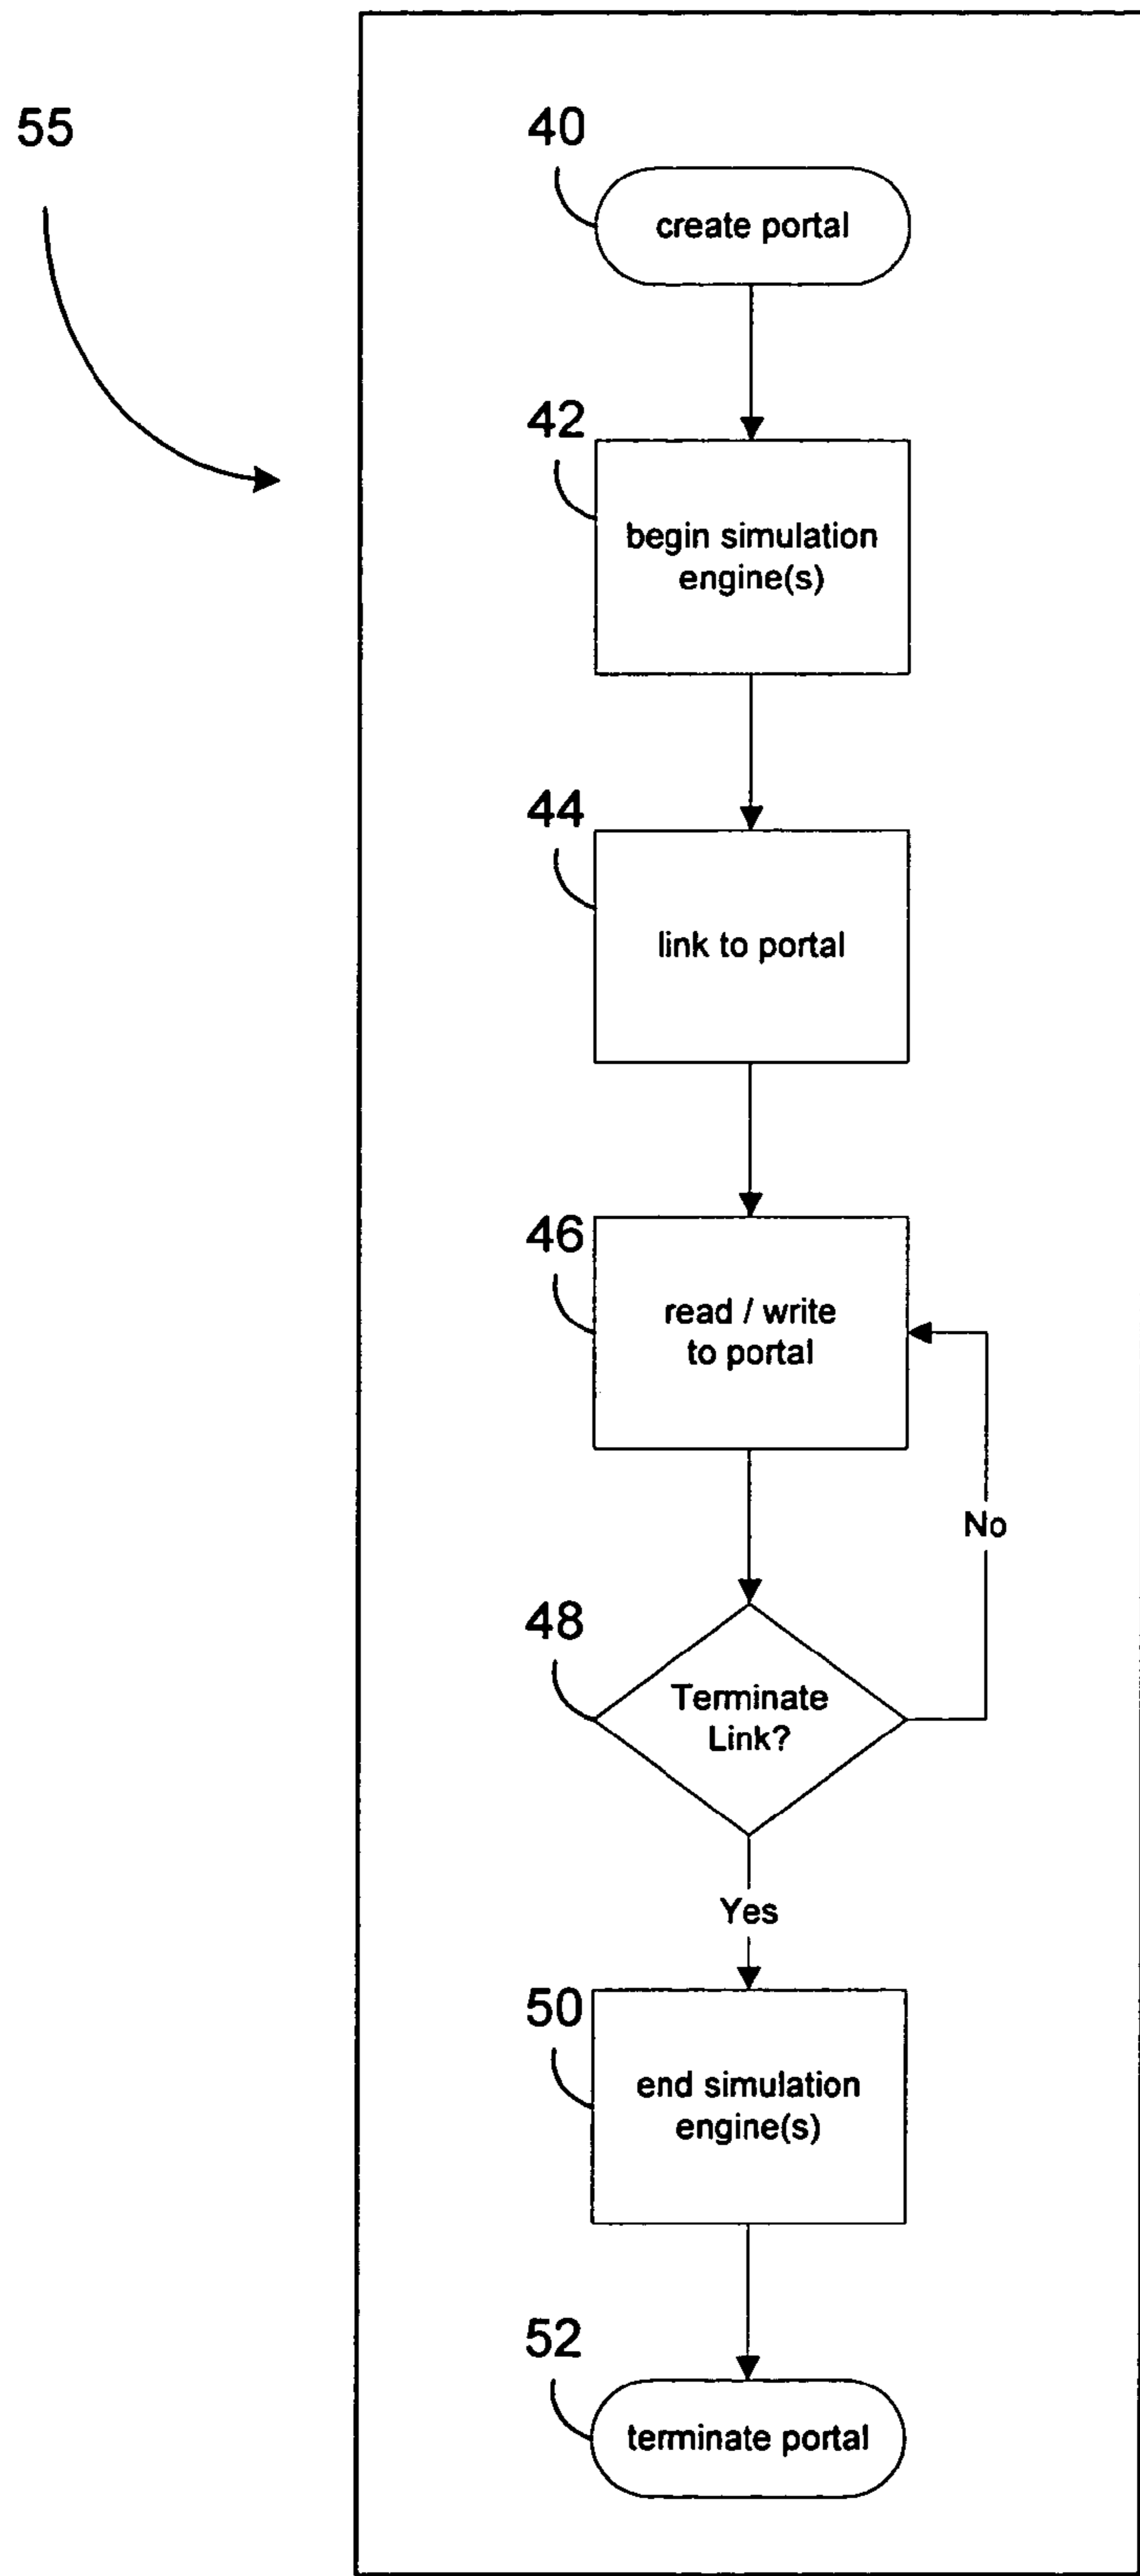 55
40
create portal
42
begin simulation
engine(s)
44
link to portal
46
read / write
to portal
No
48
Terminate
Link?
Yes
50
end simulation
engine(s)
52
terminate portal